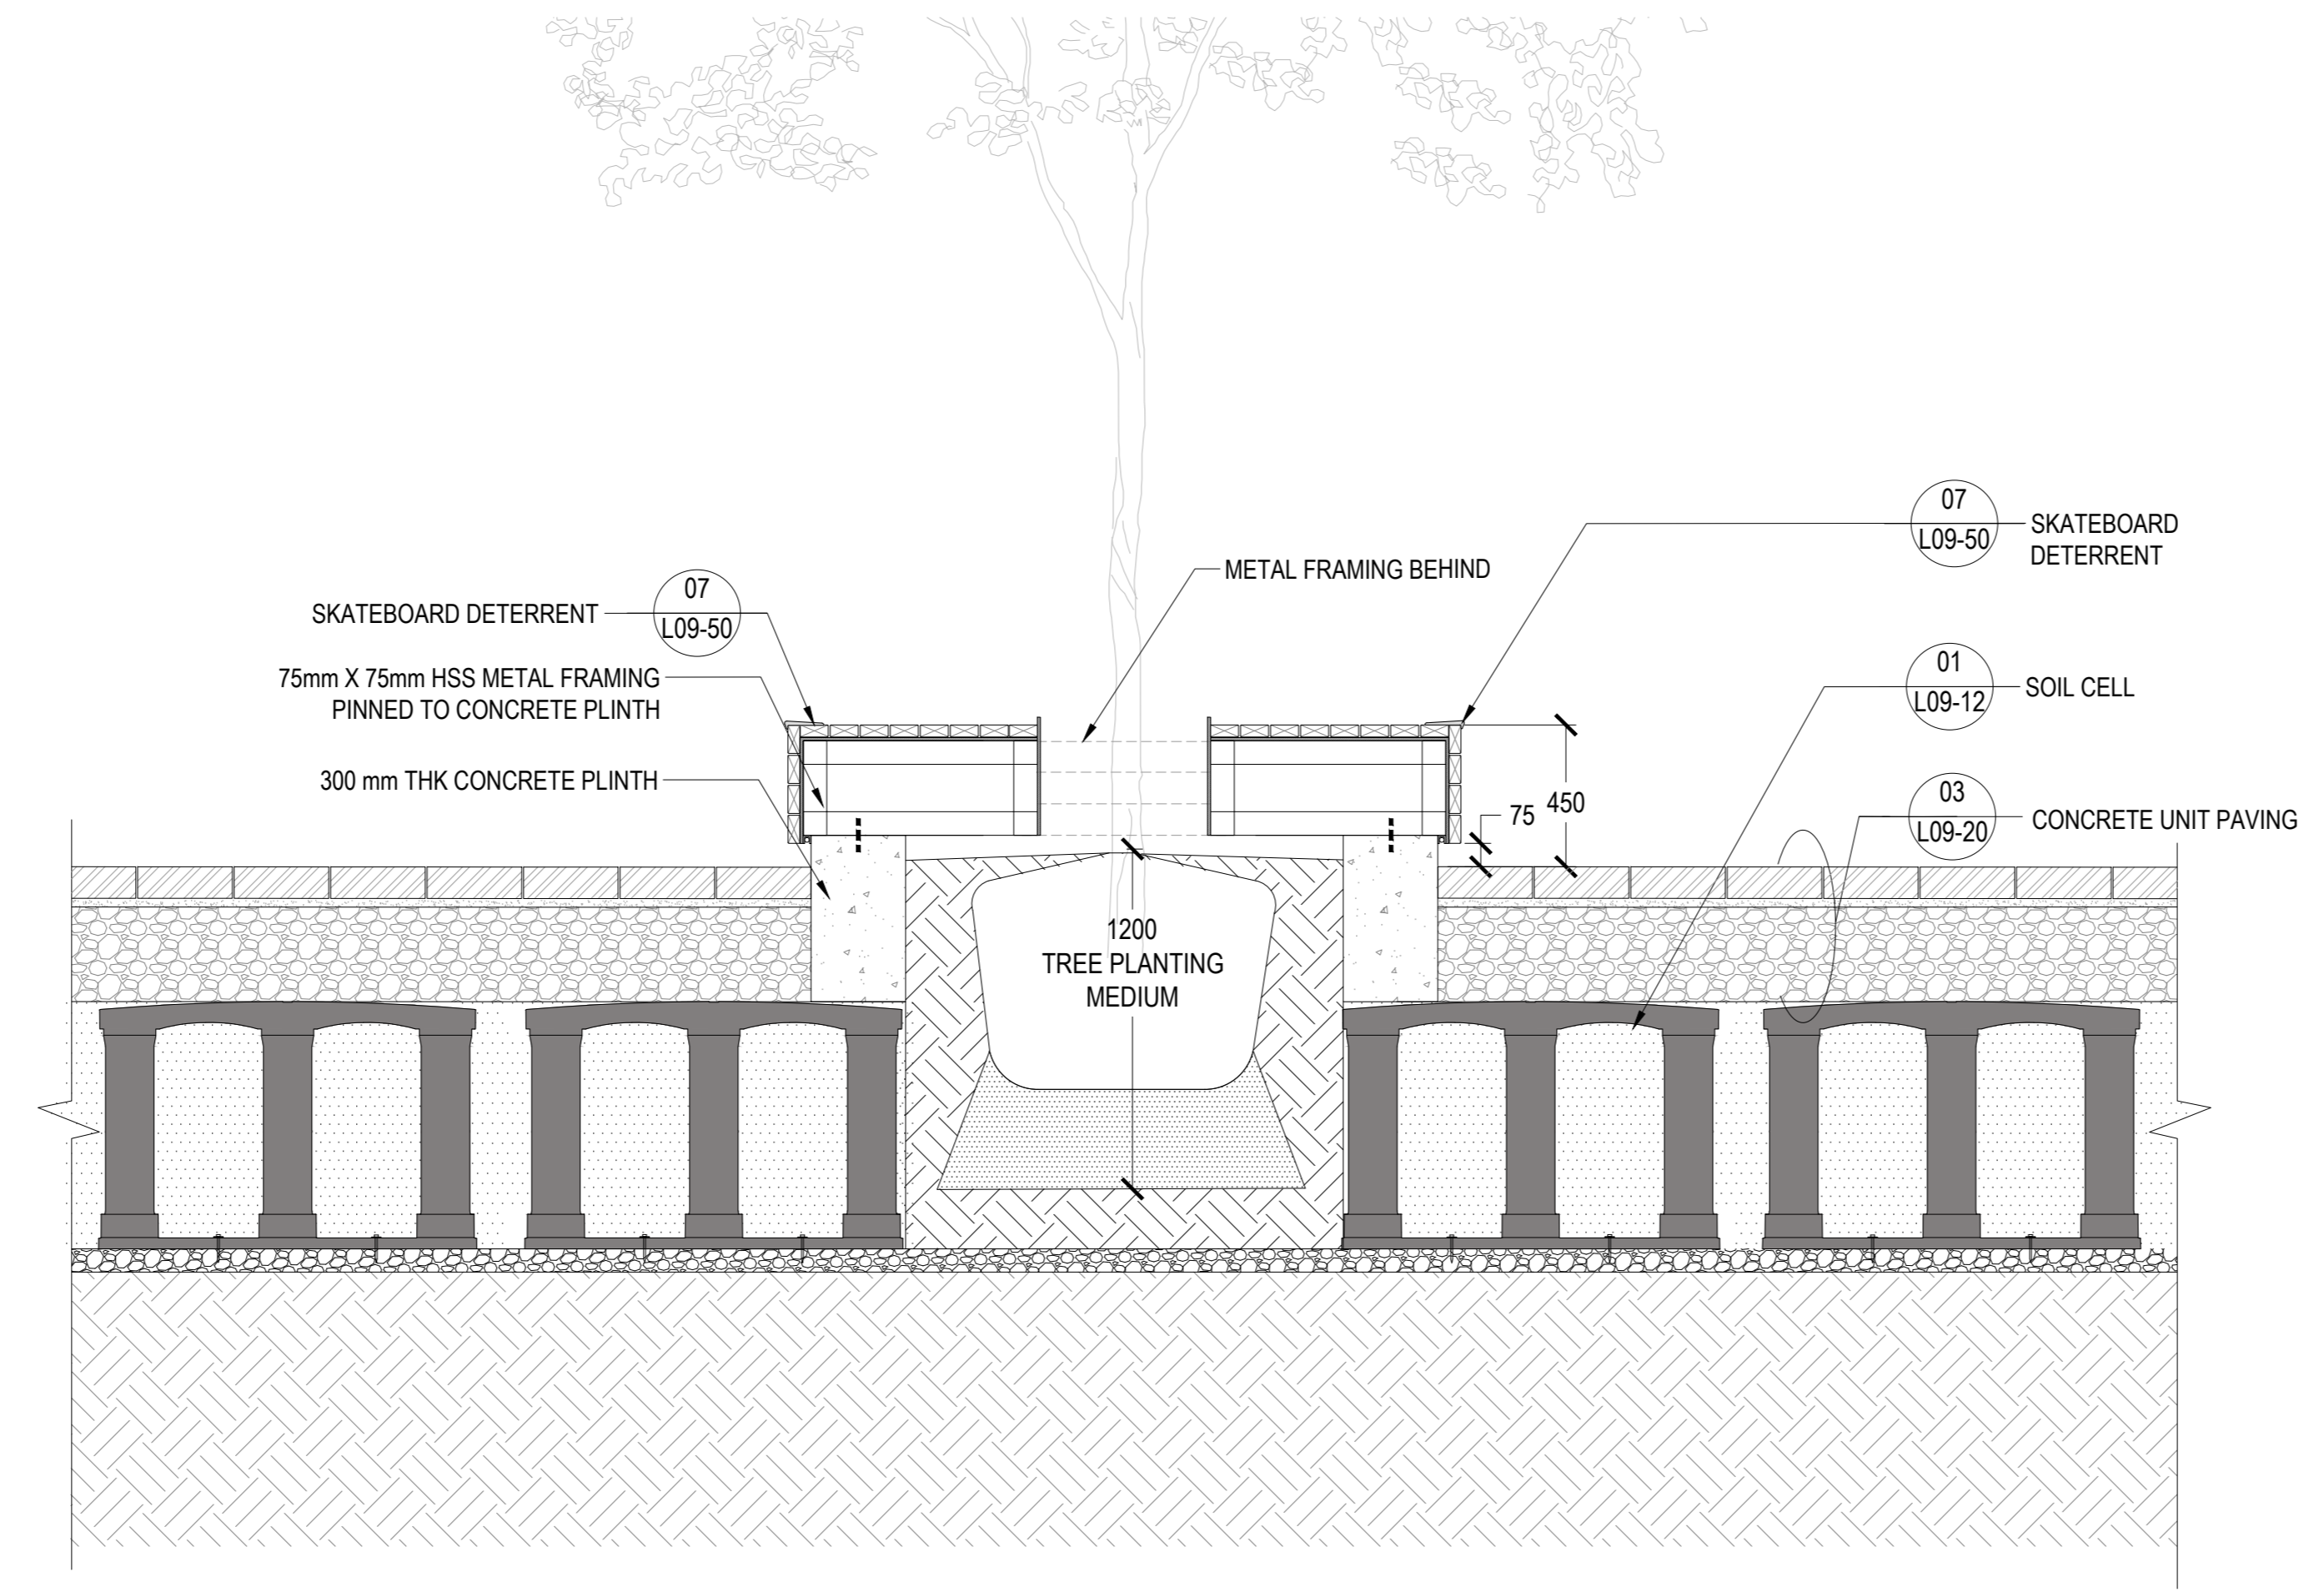 07
L09-50
SKATEBOARD
DETERRENT
METAL FRAMING BEHIND
SKATEBOARD DETERRENT
07
L09-50
75mm X 75mm HSS METAL FRAMING
PINNED TO CONCRETE PLINTH
01
L09-12
SOIL CELL
300 mm THK CONCRETE PLINTH
75
450
03
L09-20
CONCRETE UNIT PAVING
1200
TREE PLANTING
MEDIUM